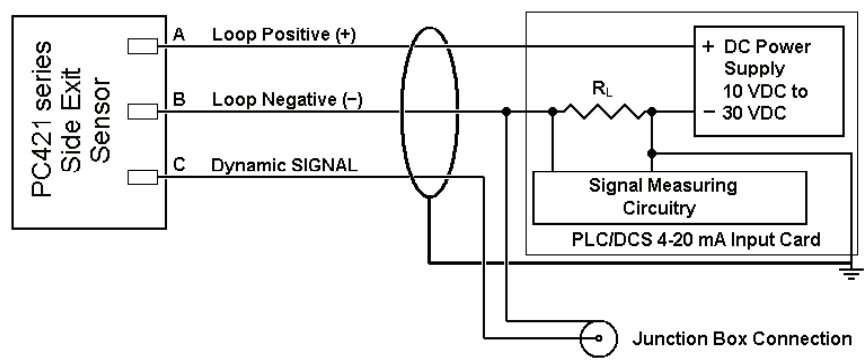 PC421 series
Side Exit
Sensor
A Loop Positive (+)
B Loop Negative (−)
C Dynamic SIGNAL
RL
+ DC Power
Supply
10 VDC to
− 30 VDC
Signal Measuring
Circuitry
PLC/DCS 4-20 mA Input Card
Junction Box Connection